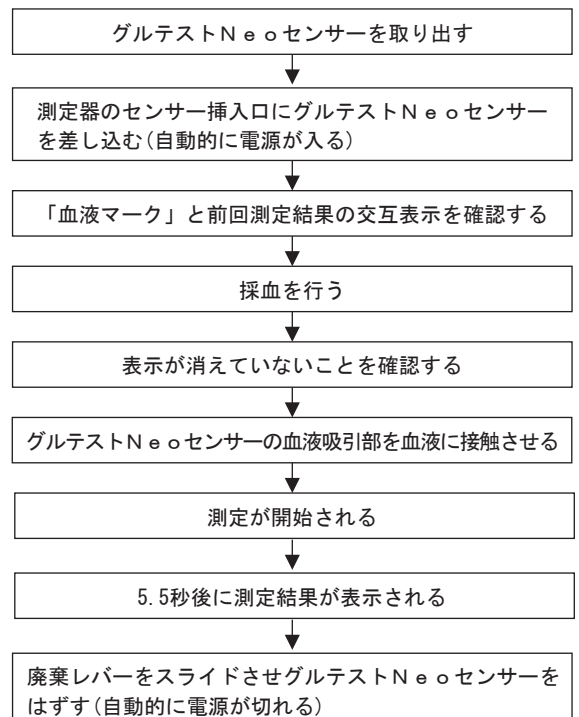 グルテストＮｅｏセンサーを取り出す
測定器のセンサー挿入口にグルテストＮｅｏセンサー
を差し込む(自動的に電源が入る)
「血液マーク」と前回測定結果の交互表示を確認する
採血を行う
表示が消えていないことを確認する
グルテストＮｅｏセンサーの血液吸引部を血液に接触させる
測定が開始される
5.5秒後に測定結果が表示される
廃棄レバーをスライドさせグルテストＮｅｏセンサーを
はずす(自動的に電源が切れる)